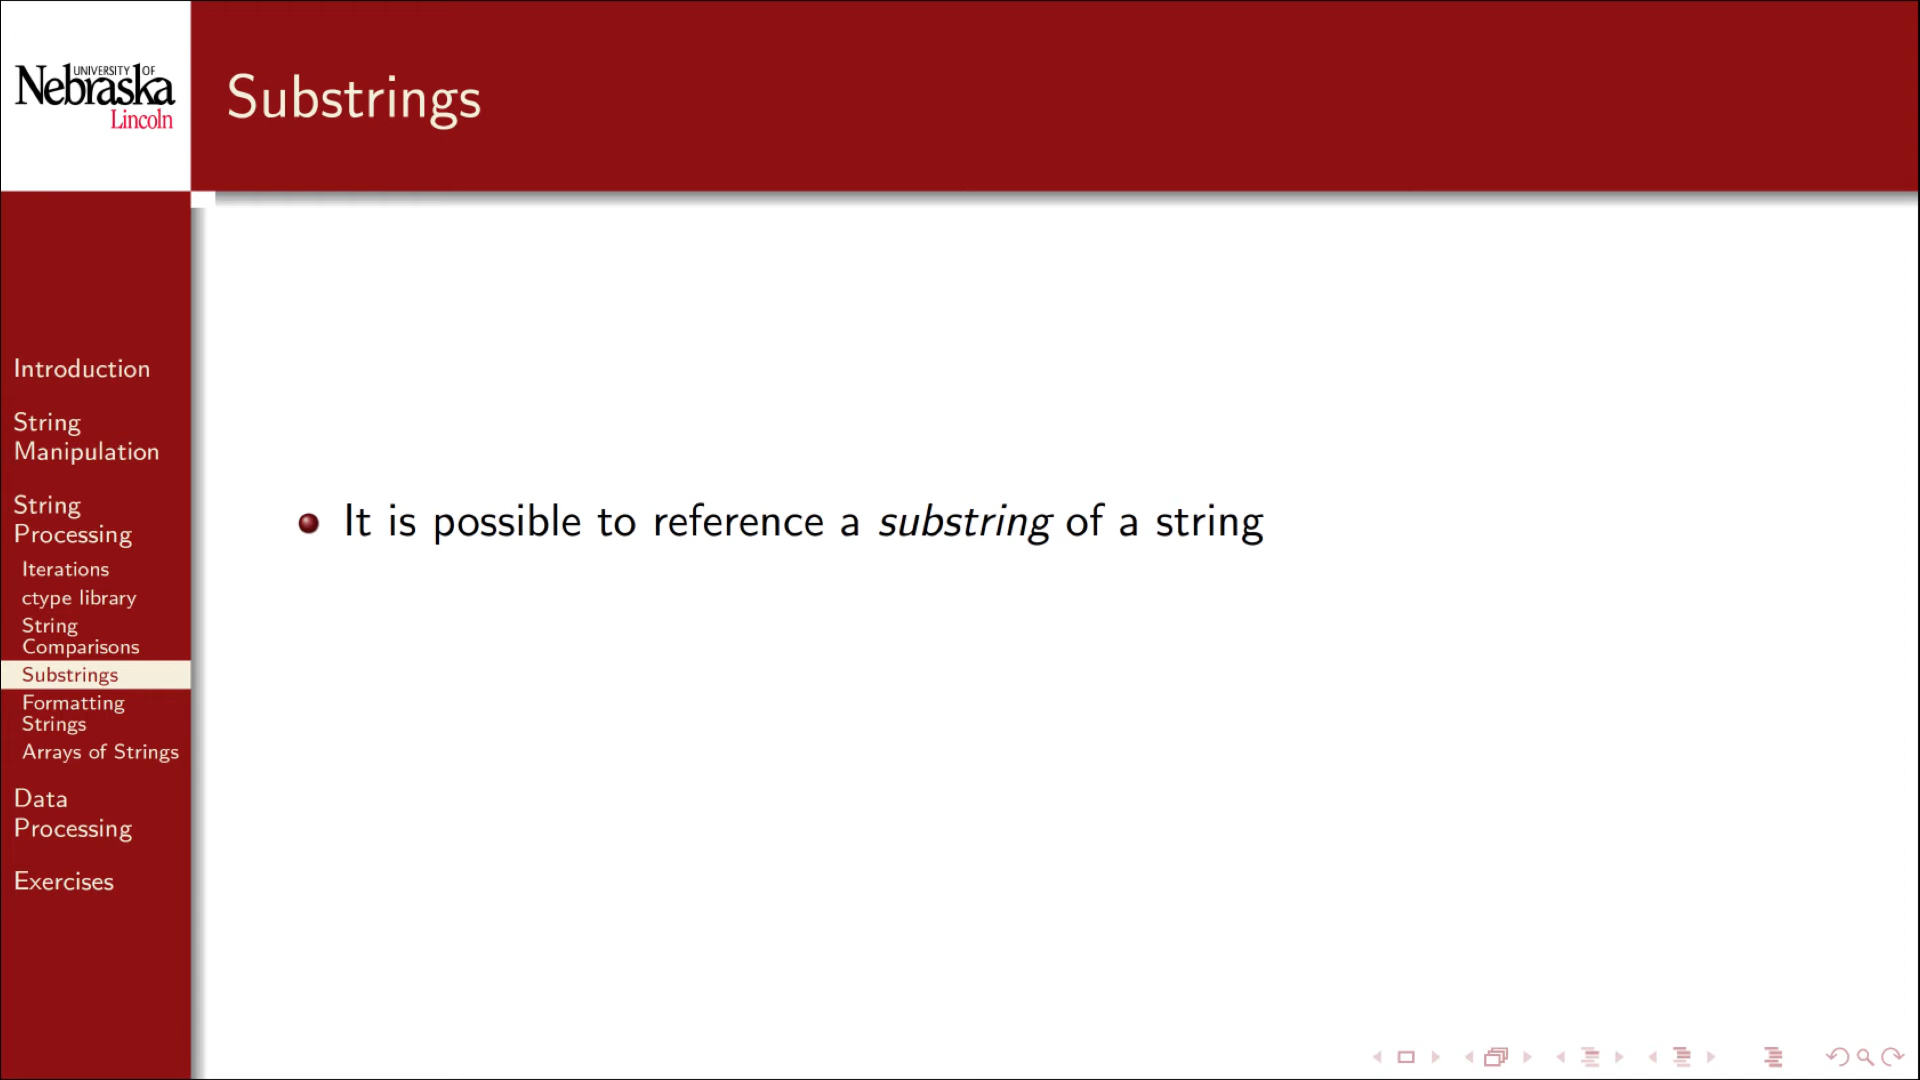 UNIVERSITY OF
Nebraska
Lincoln
Substrings
Introduction
String
Manipulation
String
Processing
Iterations
ctype library
String
Comparisons
Substrings
Formatting
Strings
Arrays of Strings
Data
Processing
Exercises
It is possible to reference a substring of a string